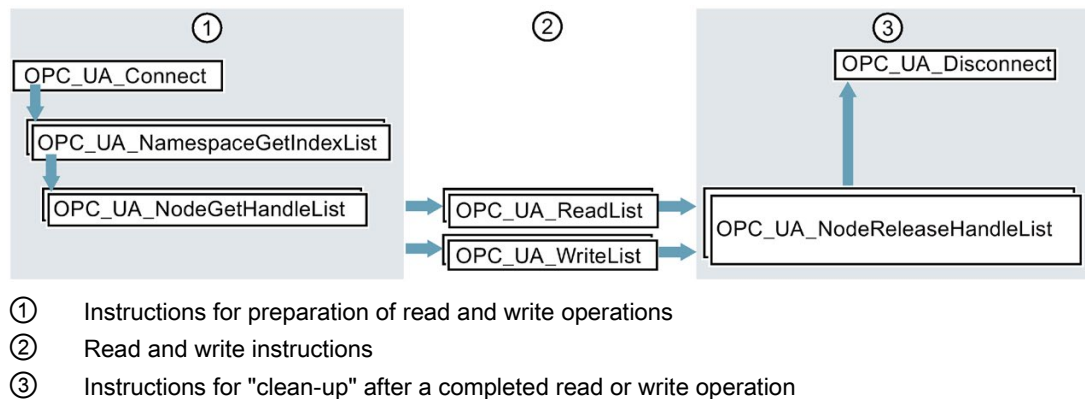 ① ② ③
OPC_UA_Connect
OPC_UA_NamespaceGetIndexList
OPC_UA_NodeGetHandleList
OPC_UA_ReadList
OPC_UA_WriteList
OPC_UA_Disconnect
OPC_UA_NodeReleaseHandleList
① Instructions for preparation of read and write operations
② Read and write instructions
③ Instructions for "clean-up" after a completed read or write operation